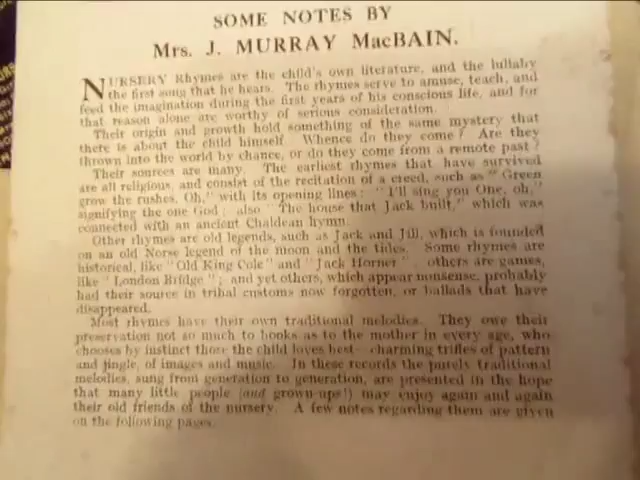 SOME NOTES BY
Mrs. J. MURRAY MacBAIN.
NURSERY Rhymes are the child's own literature, and the lullaby
the first song that he hears. The rhymes serve to amuse, teach, and
feed the imagination during the first years of his conscious life, and for
that reason alone are worthy of serious consideration.
Their origin and growth hold something of the same mystery that
there is about the child himself. Whence do they come? Are they
thrown into the world by chance, or do they come from a remote past?
Their sources are many. The earliest rhymes that have survived
are all religious, and consist of the recitation of a creed, such as "Green
grow the rushes, Oh," with its opening lines: "I'll sing you One, oh,"
signifying the one God; also "The house that Jack built," which was
connected with an ancient Chaldean hymn.
Other rhymes are old legends, such as Jack and Jill, which is founded
on an old Norse legend of the moon and the tides. Some rhymes are
historical, like "Old King Cole" and "Jack Horner" others are games,
like "London Bridge"; and yet others, which appear nonsense, probably
had their source in tribal customs now forgotten, or ballads that have
disappeared.
Most rhymes have their own traditional melodies. They owe their
preservation not so much to books as to the mother in every age, who
chooses by instinct those the child loves best—charming trifles of pattern
and jingle, of images and music. In these records the purely traditional
melodies, sung from generation to generation, are presented in the hope
that many little people (and grown-ups!) may enjoy again and again
their old friends of the nursery. A few notes regarding them are given
on the following pages.